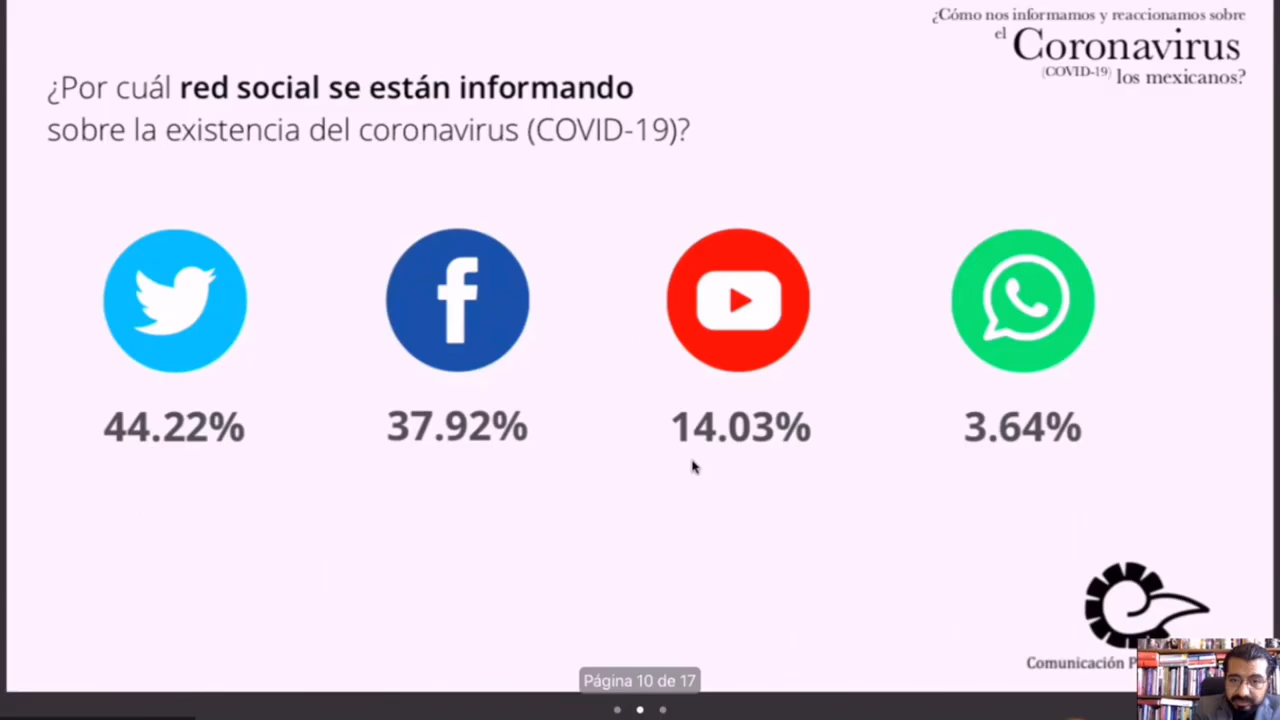 ¿Cómo nos informamos y reaccionamos sobre
el Coronavirus
(COVID-19) los mexicanos?
¿Por cuál red social se están informando
sobre la existencia del coronavirus (COVID-19)?
44.22% 37.92% 14.03% 3.64%
Comunicación
Página 10 de 17